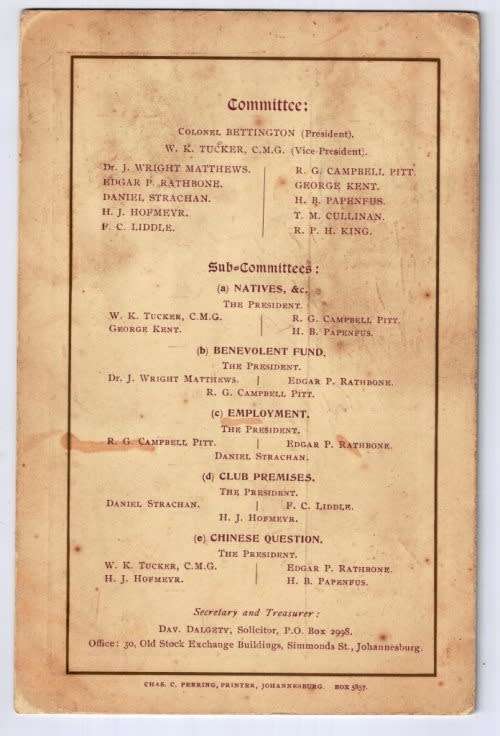 Committee:
COLONEL BETTINGTON (President).
W. K. TUCKER, C.M.G. (Vice-President).
Dr. J. WRIGHT MATTHEWS.
EDGAR P. RATHBONE.
DANIEL STRACHAN.
H. J. HOFMEYR.
F. C. LIDDLE.
R. G. CAMPBELL PITT.
GEORGE KENT.
H. B. PAPENFUS.
T. M. CULLINAN.
R. P. H. KING.
Sub-Committees:
(a) NATIVES, &c.
THE PRESIDENT.
W. K. TUCKER, C.M.G.
GEORGE KENT.
R. G. CAMPBELL PITT.
H. B. PAPENFUS.
(b) BENEVOLENT FUND.
THE PRESIDENT.
DR. J. WRIGHT MATTHEWS. | EDGAR P. RATHBONE.
R. G. CAMPBELL PITT.
(c) EMPLOYMENT.
THE PRESIDENT.
R. G. CAMPBELL PITT. | EDGAR P. RATHBONE.
DANIEL STRACHAN.
(d) CLUB PREMISES.
THE PRESIDENT.
DANIEL STRACHAN. | F. C. LIDDLE.
H. J. HOFMEYR.
(e) CHINESE QUESTION.
THE PRESIDENT.
W. K. TUCKER, C.M.G.
H. J. HOFMEYR.
EDGAR P. RATHBONE.
H. B. PAPENFUS.
Secretary and Treasurer:
DAV. DALGETY, Solicitor, P.O. BOX 2998.
Office: 30, Old Stock Exchange Buildings, Simmonds St., Johannesburg.
CHAS. C. PERRING, PRINTER, JOHANNESBURG. BOX 5857.